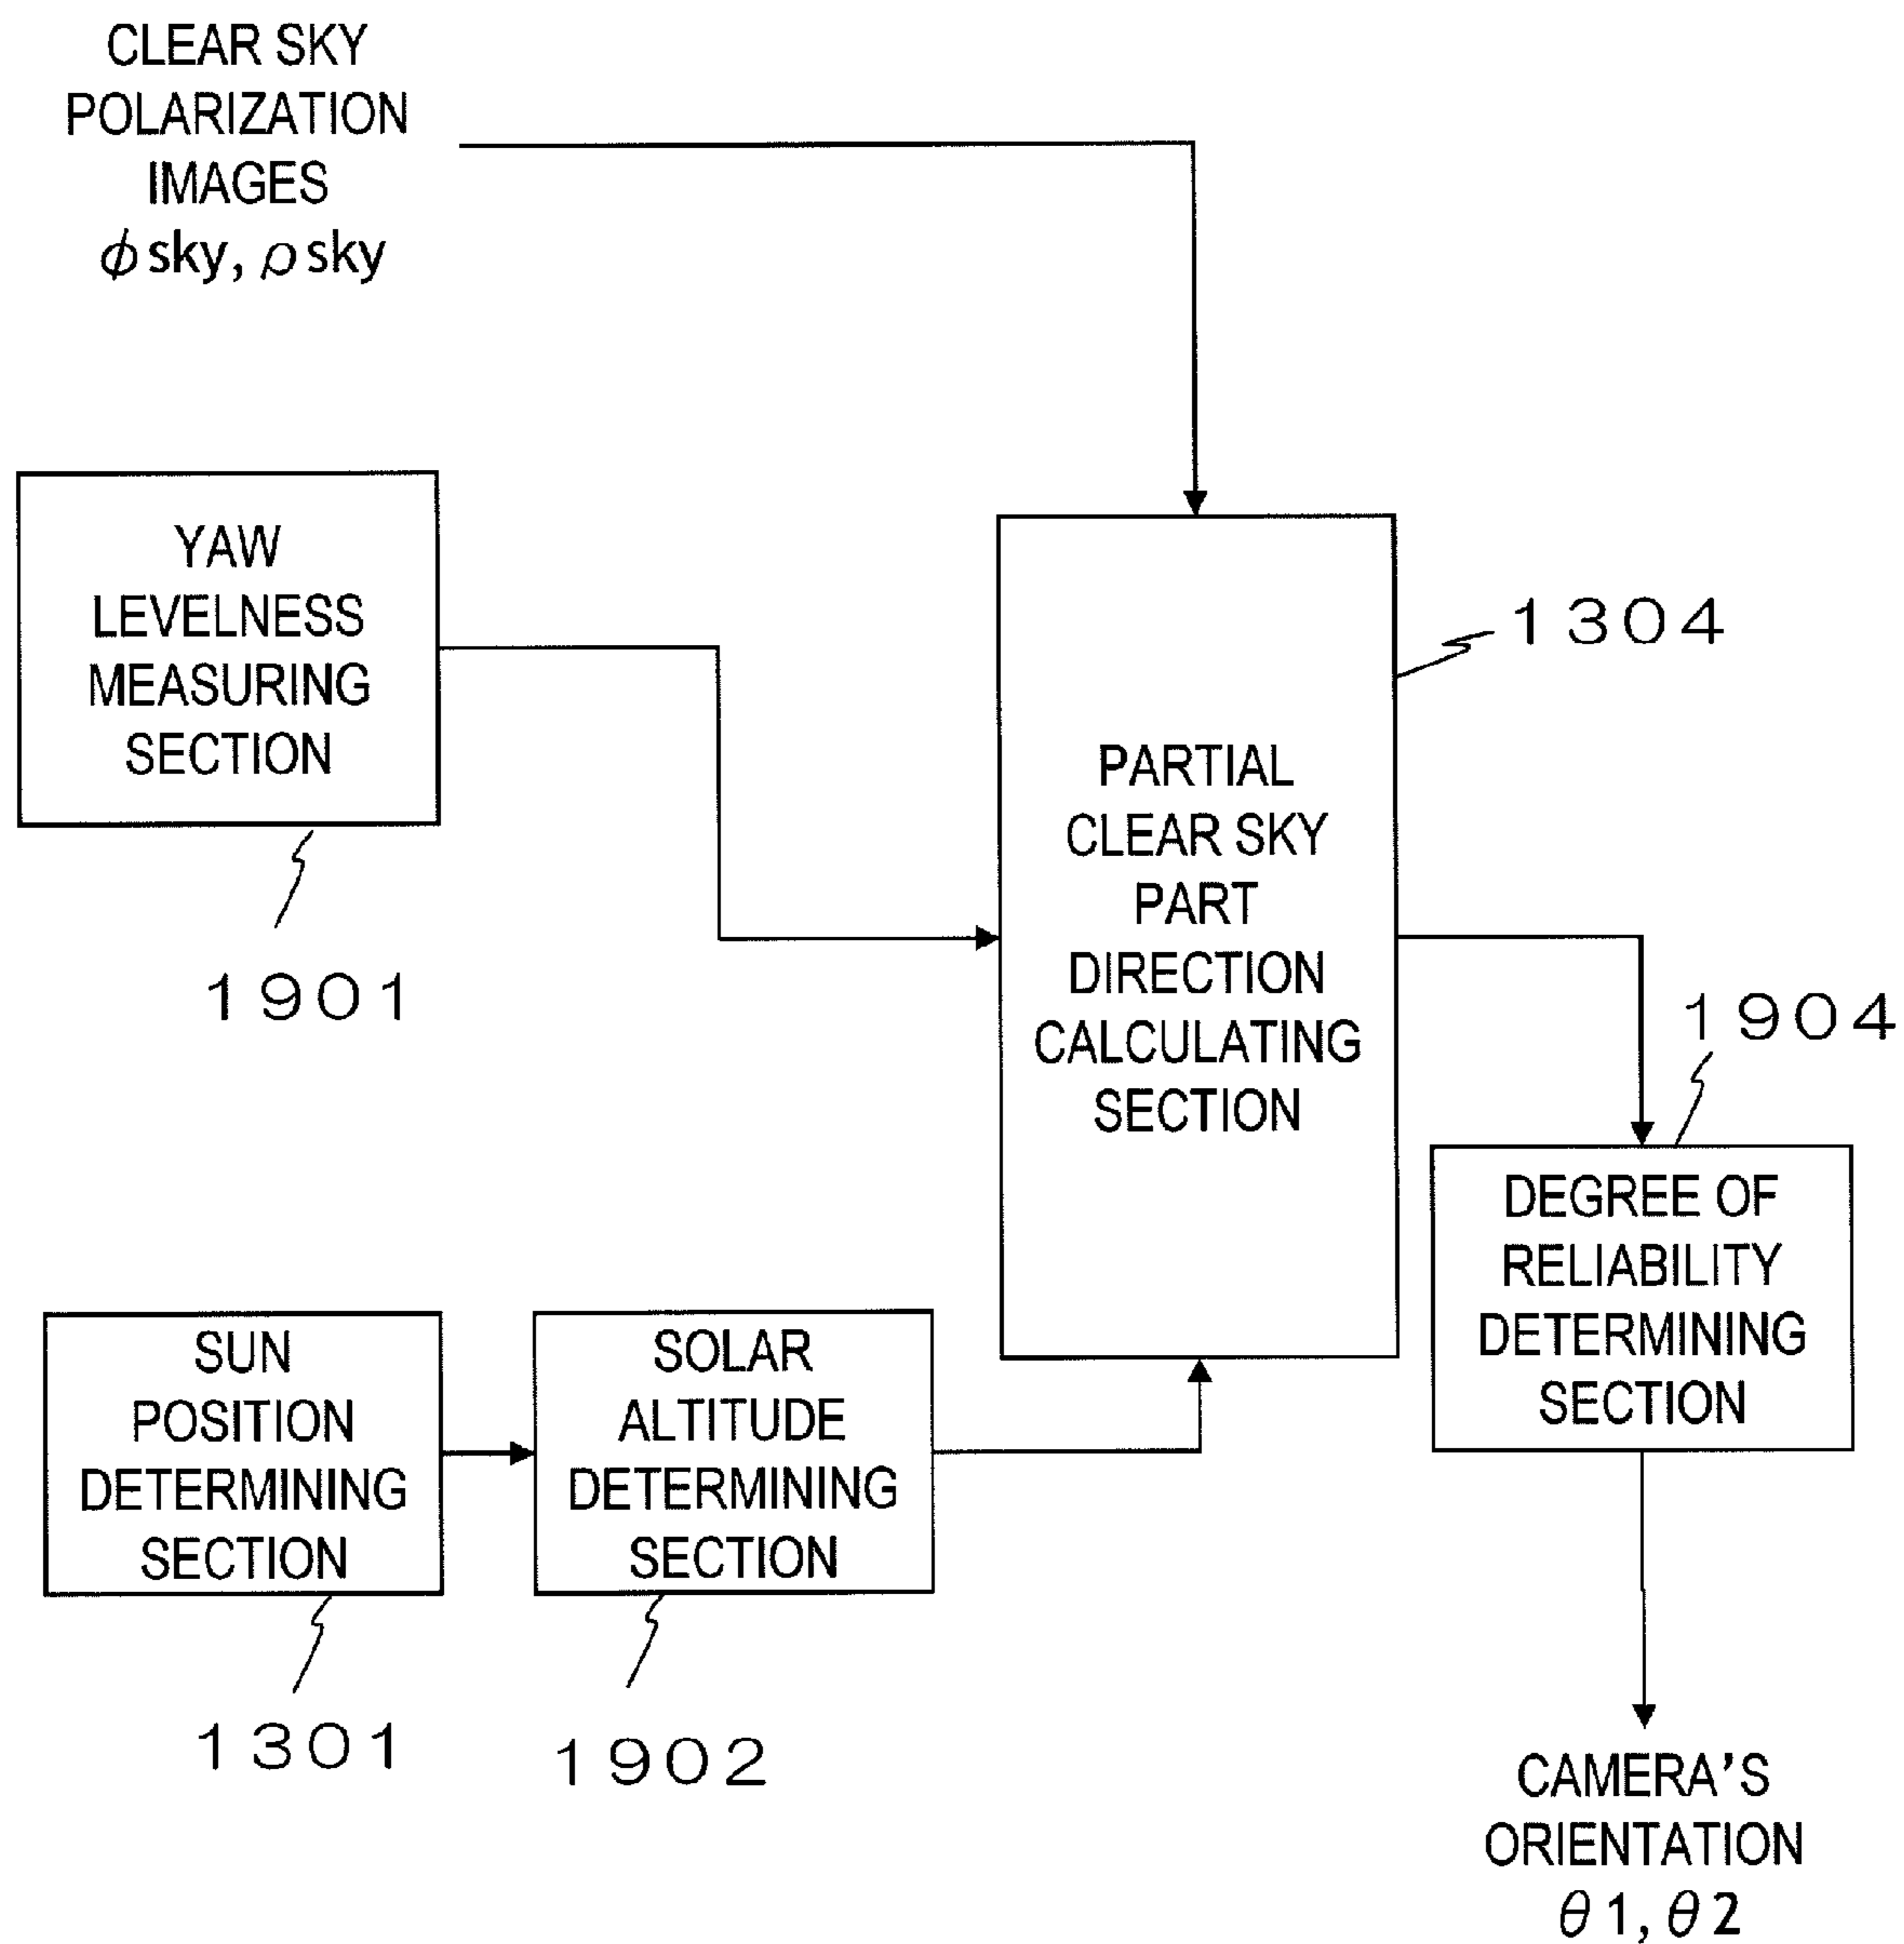 CLEAR SKY
POLARIZATION
IMAGES
ϕsky, ρsky
YAW
LEVELNESS
MEASURING
SECTION
1901
PARTIAL
CLEAR SKY
PART
DIRECTION
CALCULATING
SECTION
1304
1904
DEGREE OF
RELIABILITY
DETERMINING
SECTION
SUN
POSITION
DETERMINING
SECTION
1301
SOLAR
ALTITUDE
DETERMINING
SECTION
1902
CAMERA'S
ORIENTATION
θ1, θ2